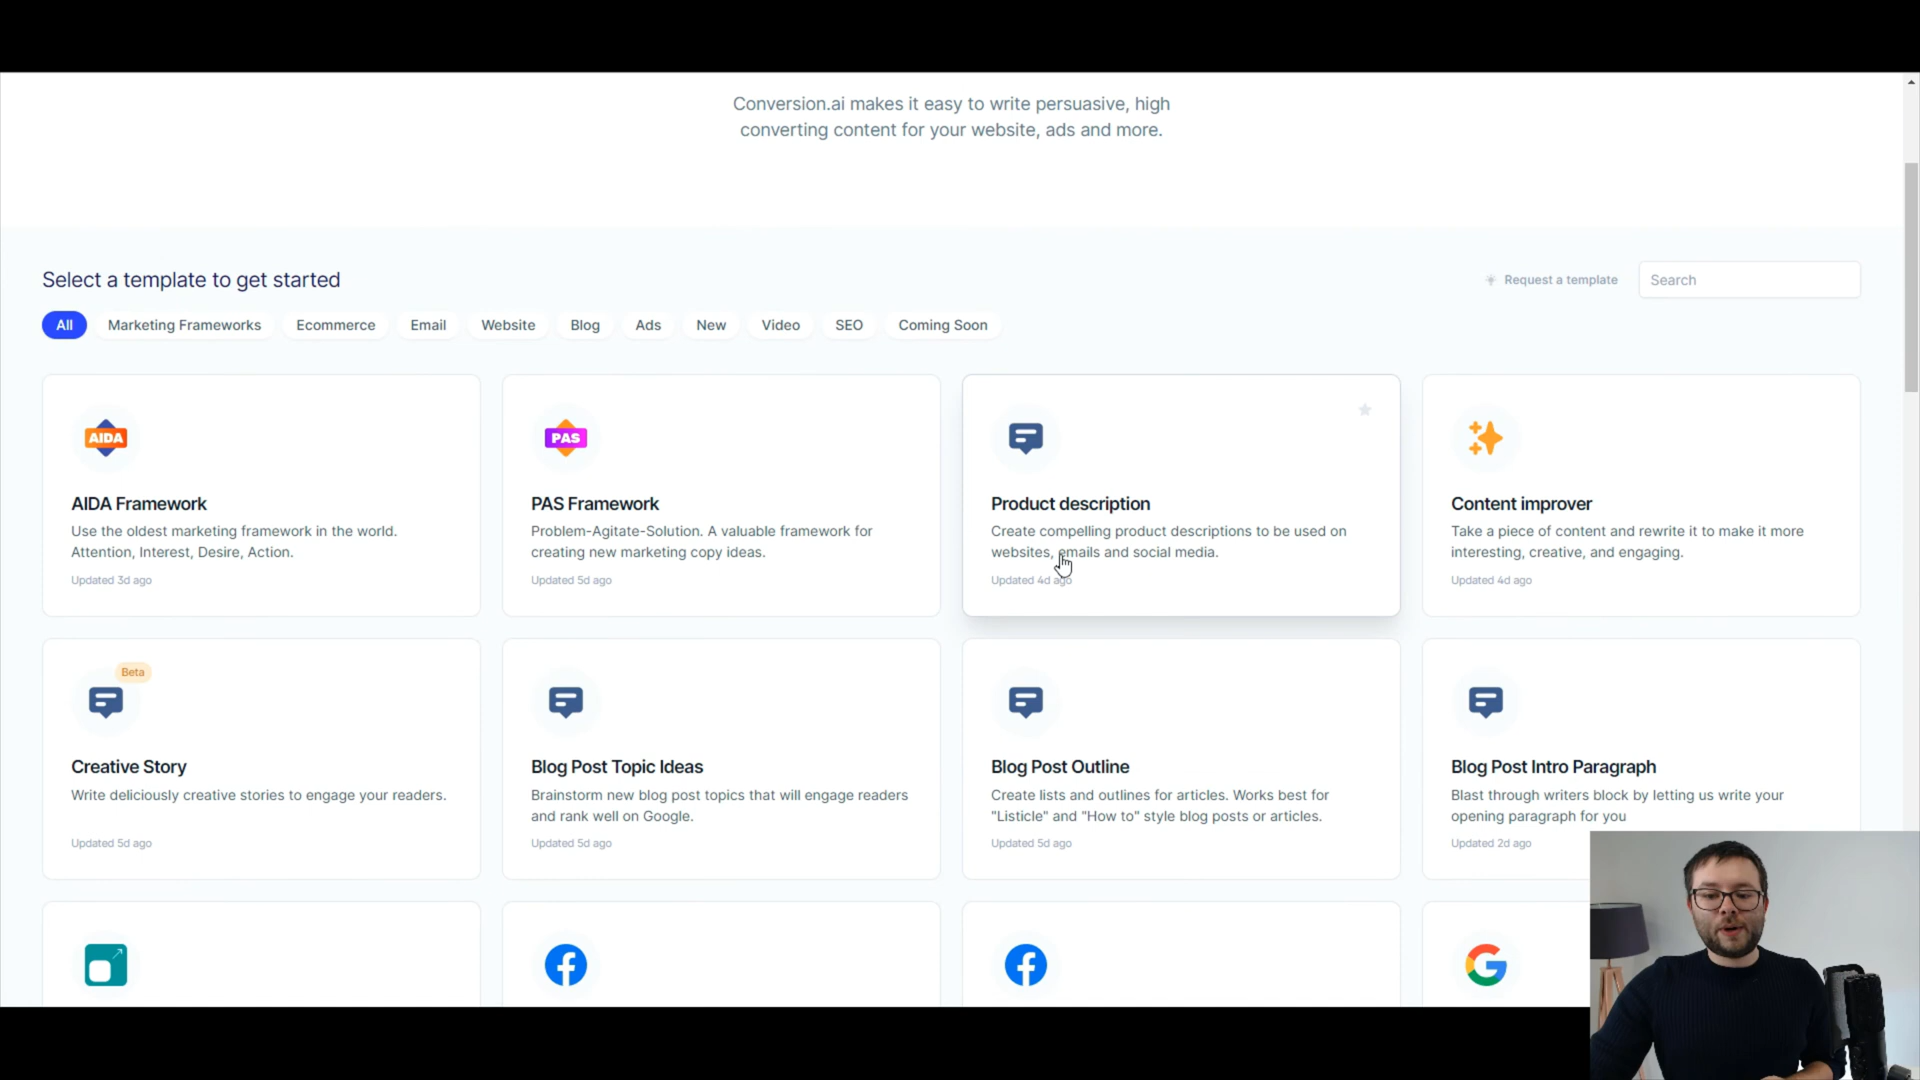 Conversion.ai makes it easy to write persuasive, high
converting content for your website, ads and more.
Select a template to get started
Request a template
Search
All
Marketing Frameworks
Ecommerce
Email
Website
Blog
Ads
New
Video
SEO
Coming Soon
AIDA
AIDA Framework
Use the oldest marketing framework in the world.
Attention, Interest, Desire, Action.
Updated 3d ago
PAS
PAS Framework
Problem-Agitate-Solution. A valuable framework for
creating new marketing copy ideas.
Updated 5d ago
Product description
Create compelling product descriptions to be used on
websites, emails and social media.
Updated 4d ago
Content improver
Take a piece of content and rewrite it to make it more
interesting, creative, and engaging.
Updated 4d ago
Beta
Creative Story
Write deliciously creative stories to engage your readers.
Updated 5d ago
Blog Post Topic Ideas
Brainstorm new blog post topics that will engage readers
and rank well on Google.
Updated 5d ago
Blog Post Outline
Create lists and outlines for articles. Works best for
"Listicle" and "How to" style blog posts or articles.
Updated 5d ago
Blog Post Intro Paragraph
Blast through writers block by letting us write your
opening paragraph for you
Updated 2d ago